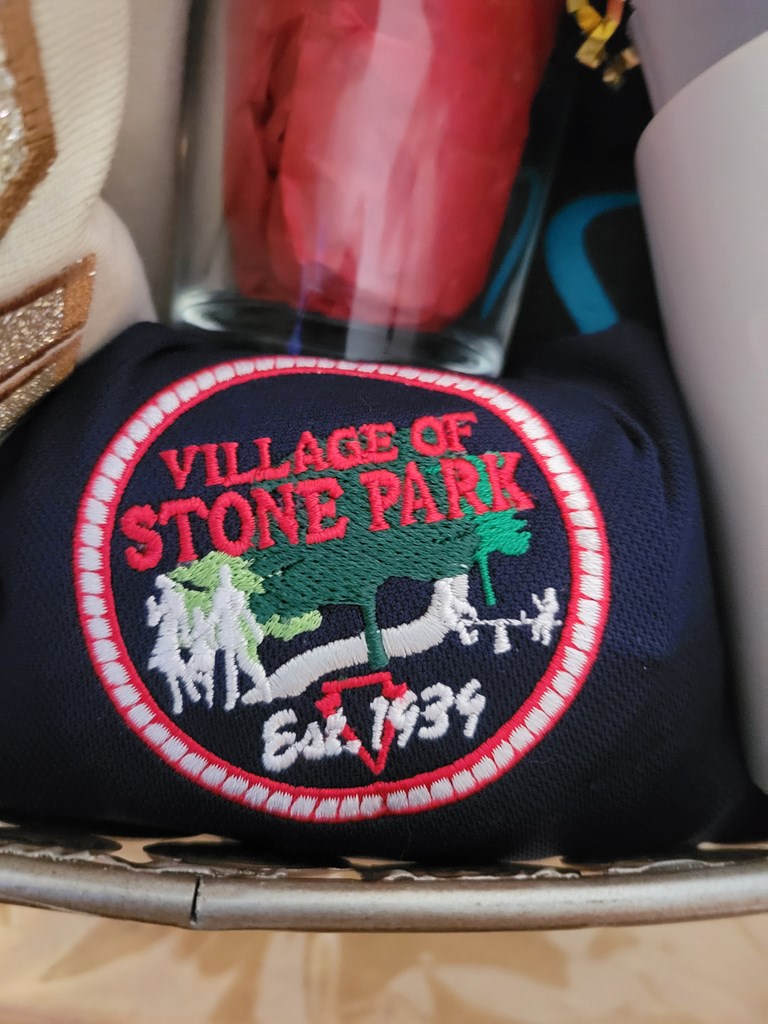 VILLAGE OF
STONE PARK
Est. 1939